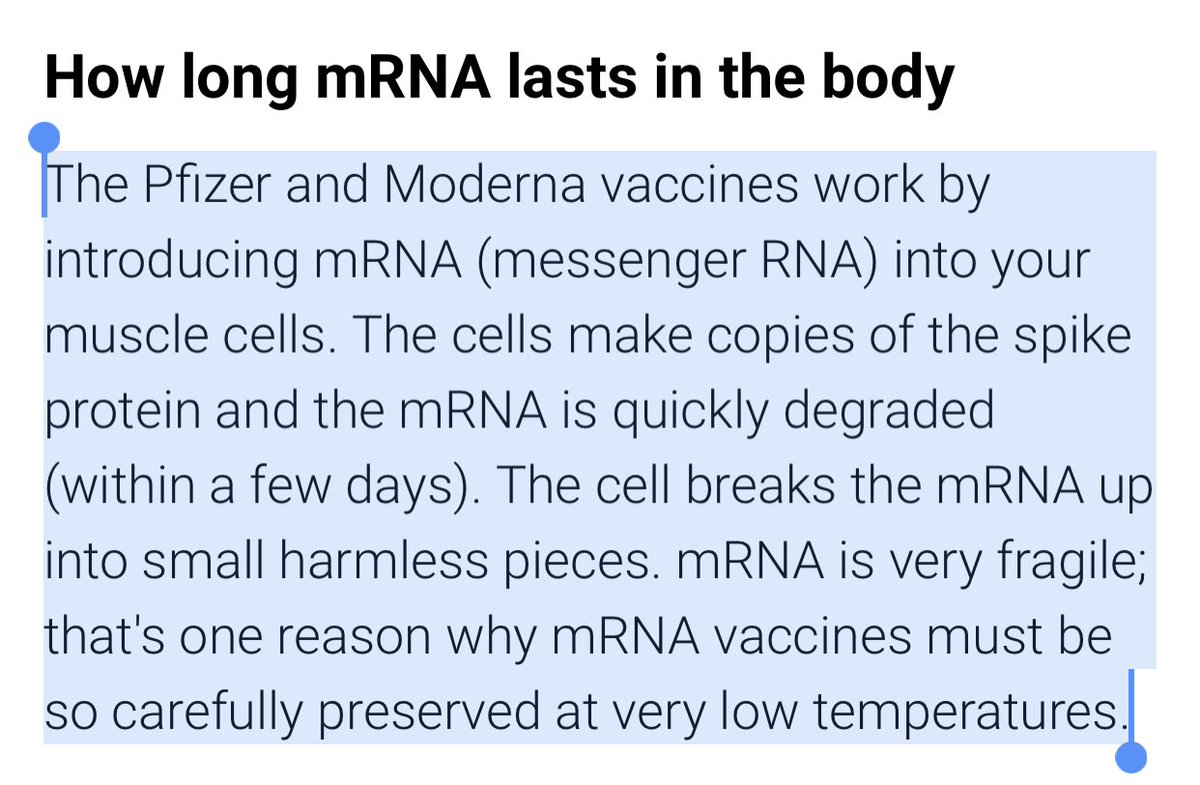 How long mRNA lasts in the body
The Pfizer and Moderna vaccines work by
introducing mRNA (messenger RNA) into your
muscle cells. The cells make copies of the spike
protein and the mRNA is quickly degraded
(within a few days). The cell breaks the mRNA up
into small harmless pieces. mRNA is very fragile;
that's one reason why mRNA vaccines must be
so carefully preserved at very low temperatures.